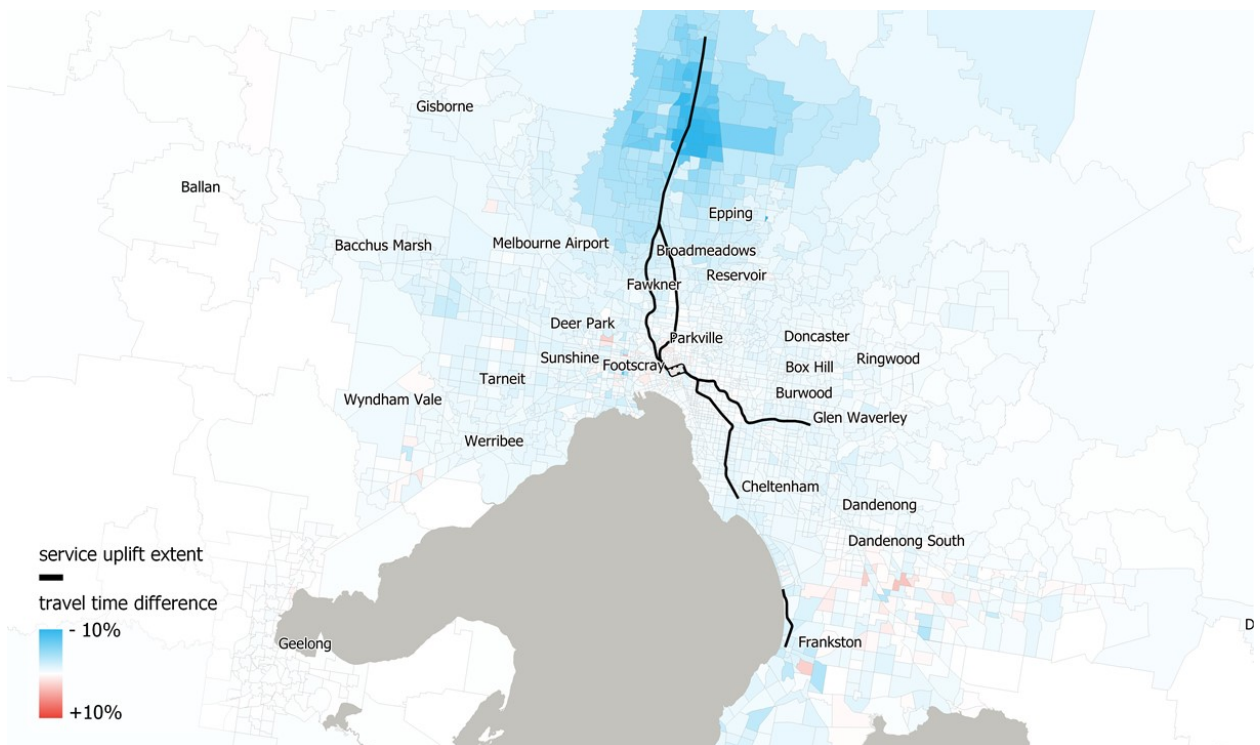 Gisborne
Ballan
Epping
Bacchus Marsh
Melbourne Airport
Broadmeadows
Reservoir
Fawkner
Deer Park
Parkville
Doncaster
Sunshine
Footscray
Box Hill
Ringwood
Tarneit
Burwood
Wyndham Vale
Glen Waverley
Werribee
Cheltenham
Dandenong
Dandenong South
service uplift extent
travel time difference
- 10%
+10%
Geelong
Frankston
D